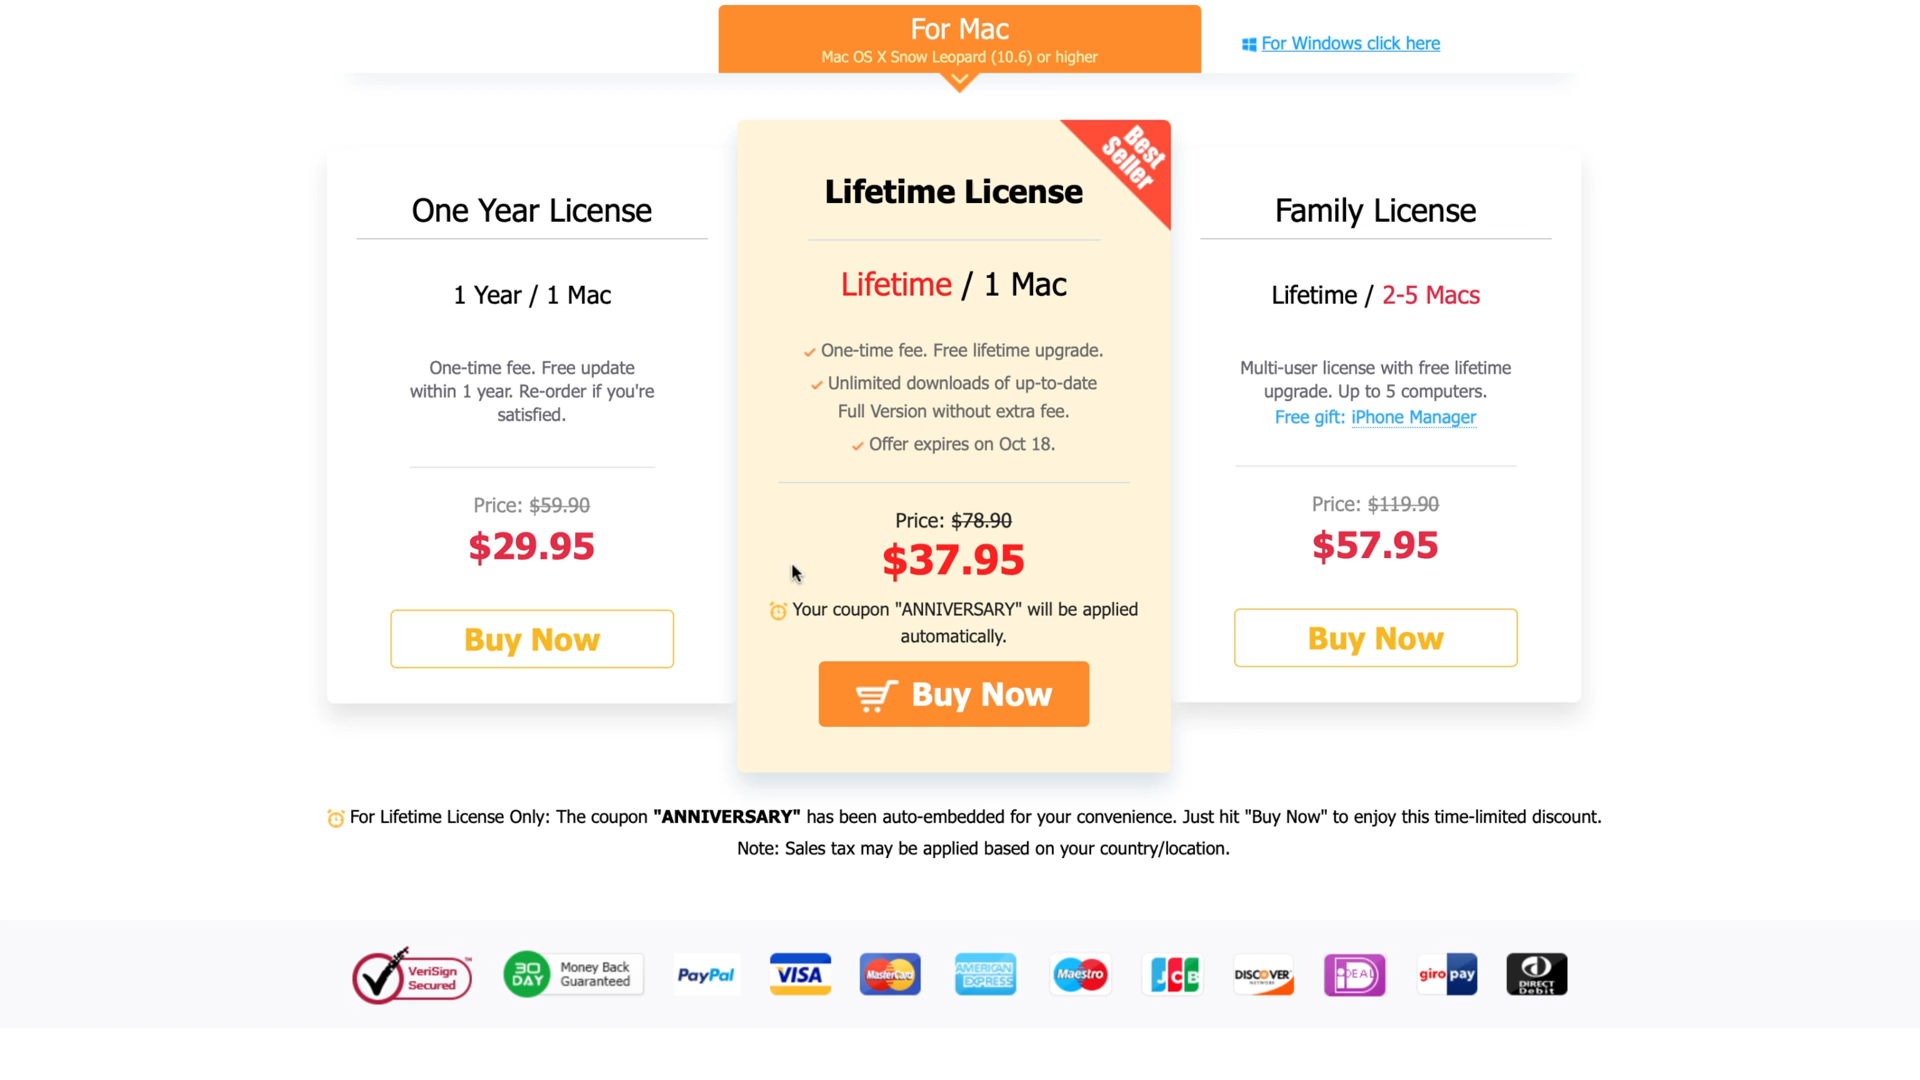 For Mac
Mac OS X Snow Leopard (10.6) or higher
For Windows click here
Best
Seller
One Year License
1 Year / 1 Mac
One-time fee. Free update
within 1 year. Re-order if you're
satisfied.
Price: $59.90
$29.95
Buy Now
Lifetime License
Lifetime / 1 Mac
One-time fee. Free lifetime upgrade.
Unlimited downloads of up-to-date
Full Version without extra fee.
Offer expires on Oct 18.
Price: $78.90
$37.95
Your coupon "ANNIVERSARY" will be applied
automatically.
Buy Now
Family License
Lifetime / 2-5 Macs
Multi-user license with free lifetime
upgrade. Up to 5 computers.
Free gift: iPhone Manager
Price: $119.90
$57.95
Buy Now
For Lifetime License Only: The coupon "ANNIVERSARY" has been auto-embedded for your convenience. Just hit "Buy Now" to enjoy this time-limited discount.
Note: Sales tax may be applied based on your country/location.
VeriSign
Secured
TM
30
DAY
Money Back
Guaranteed
PayPal
VISA
MasterCard
AMERICAN
EXPRESS
Maestro
JCB
DISCOVER
NETWORK
iDEAL
giro pay
DIRECT
Debit